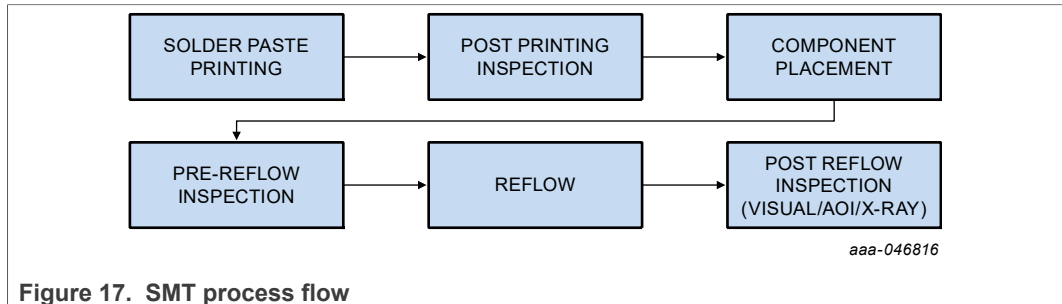 SOLDER PASTE
PRINTING
POST PRINTING
INSPECTION
COMPONENT
PLACEMENT
PRE-REFLOW
INSPECTION
REFLOW
POST REFLOW
INSPECTION
(VISUAL/AOI/X-RAY)
aaa-046816
Figure 17. SMT process flow